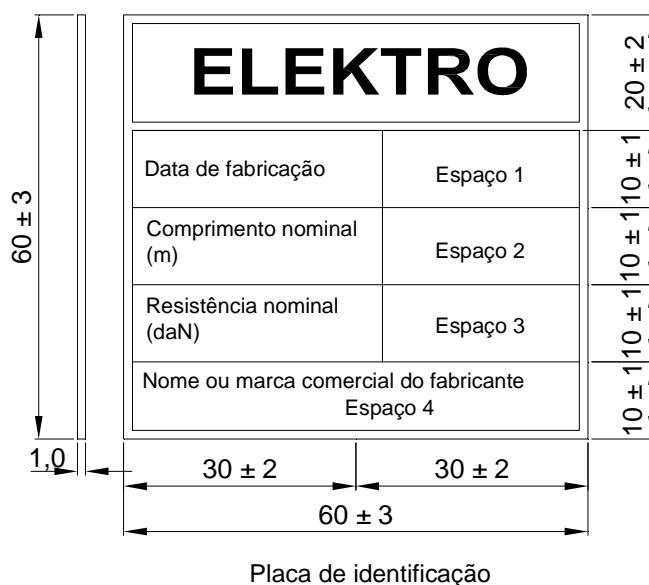 ELEKTRO
20 ± 2
Data de fabricação
Espaço 1
10 ± 1
60 ± 3
Comprimento nominal
(m)
Espaço 2
10 ± 1
Resistência nominal
(daN)
Espaço 3
10 ± 1
Nome ou marca comercial do fabricante
Espaço 4
10 ± 1
1,0
30 ± 2
30 ± 2
60 ± 3
Placa de identificação